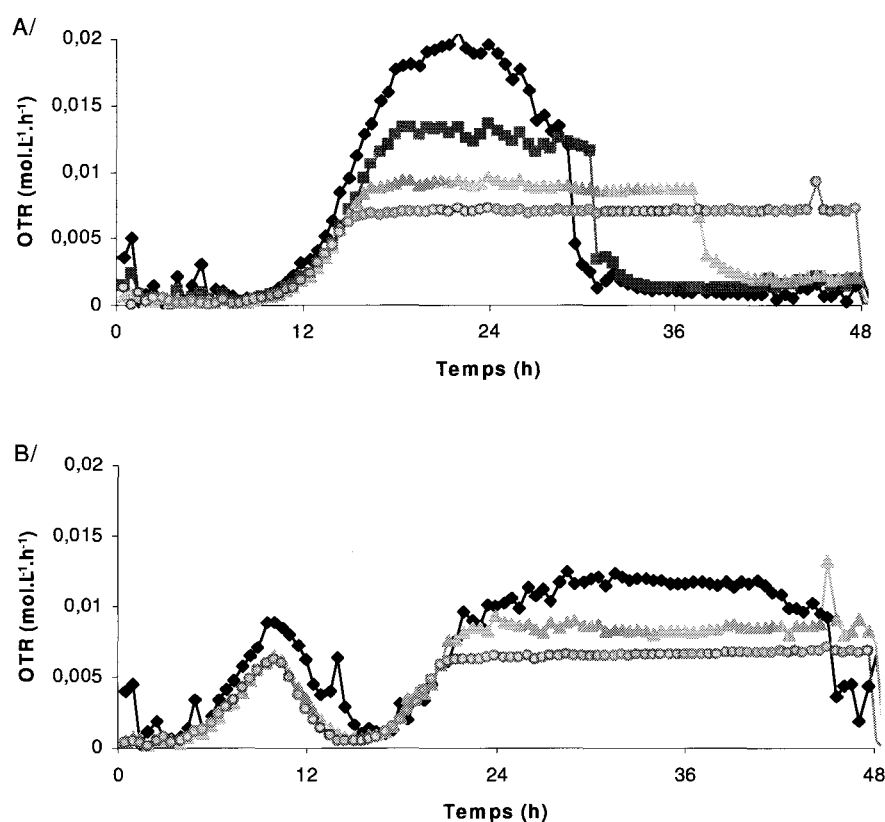 A/
0,02
0,015
0,01
0,005
0
OTR (mol.L⁻¹.h⁻¹)
0 12 24 36 48
Temps (h)
B/
0,02
0,015
0,01
0,005
0
OTR (mol.L⁻¹.h⁻¹)
0 12 24 36 48
Temps (h)